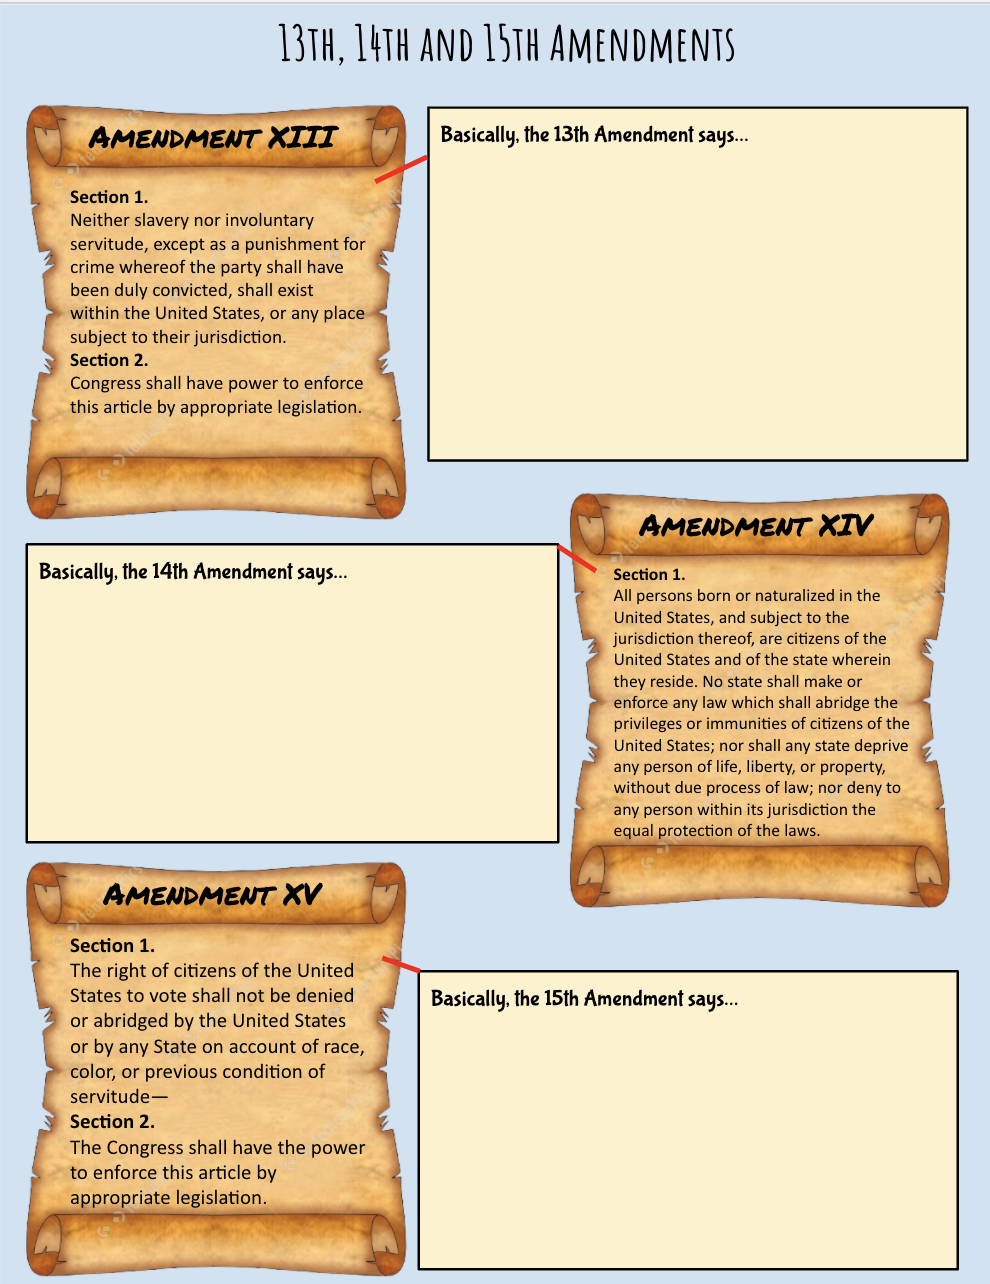 13th, 14th and 15th Amendments
Amendment XIII
Basically, the 13th Amendment says...
Section 1.
Neither slavery nor involuntary
servitude, except as a punishment for
crime whereof the party shall have
been duly convicted, shall exist
within the United States, or any place
subject to their jurisdiction.
Section 2.
Congress shall have power to enforce
this article by appropriate legislation.
Amendment XIV
Basically, the 14th Amendment says...
Section 1.
All persons born or naturalized in the
United States, and subject to the
jurisdiction thereof, are citizens of the
United States and of the state wherein
they reside. No state shall make or
enforce any law which shall abridge the
privileges or immunities of citizens of the
United States; nor shall any state deprive
any person of life, liberty, or property,
without due process of law; nor deny to
any person within its jurisdiction the
equal protection of the laws.
Amendment XV
Section 1.
The right of citizens of the United
States to vote shall not be denied
or abridged by the United States
or by any State on account of race,
color, or previous condition of
servitude—
Section 2.
The Congress shall have the power
to enforce this article by
appropriate legislation.
Basically, the 15th Amendment says...